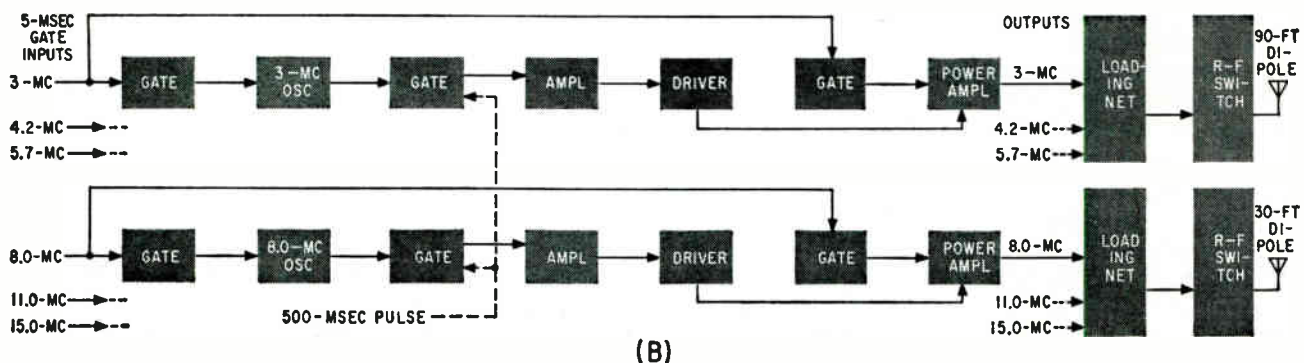 5-MSEC
GATE
INPUTS
OUTPUTS
3-MC
GATE
3-MC
OSC
GATE
AMPL
DRIVER
GATE
POWER
AMPL
3-MC
LOAD-
ING
NET
R-F
SWI-
TCH
90-FT
DI-
POLE
4.2-MC
5.7-MC
4.2-MC
5.7-MC
8.0-MC
GATE
8.0-MC
OSC
GATE
AMPL
DRIVER
GATE
POWER
AMPL
8.0-MC
LOAD
ING
NET
R-F
SWI-
TCH
30-FT
DI-
POLE
11.0-MC
15.0-MC
500-MSEC PULSE
11.0-MC
15.0-MC
(B)